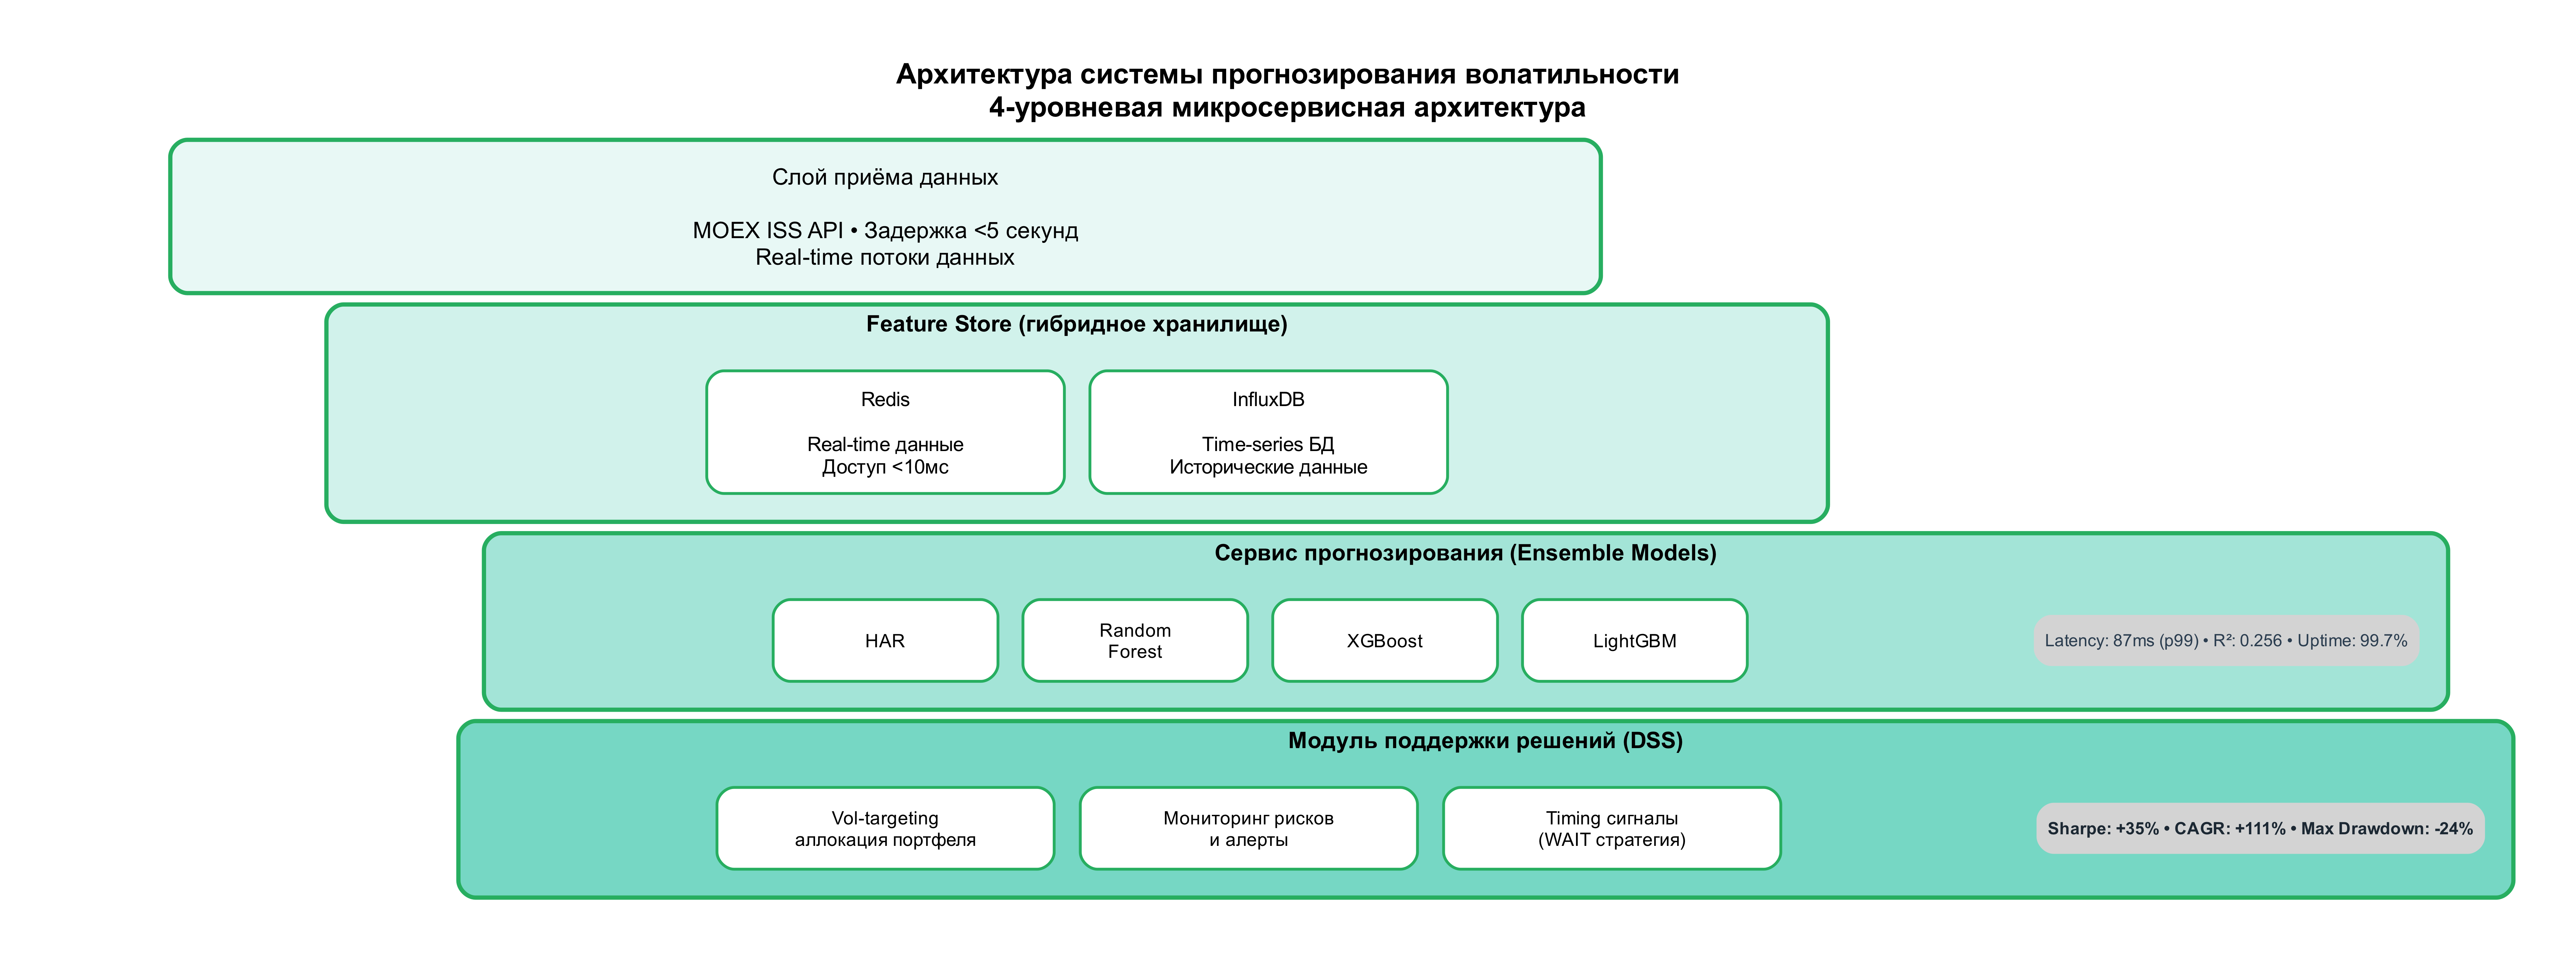 Архитектура системы прогнозирования волатильности
4-уровневая микросервисная архитектура
Слой приёма данных
MOEX ISS API • Задержка <5 секунд
Real-time потоки данных
Feature Store (гибридное хранилище)
Redis
Real-time данные
Доступ <10мс
InfluxDB
Time-series БД
Исторические данные
Сервис прогнозирования (Ensemble Models)
HAR
Random
Forest
XGBoost
LightGBM
Latency: 87ms (p99) • R²: 0.256 • Uptime: 99.7%
Модуль поддержки решений (DSS)
Vol-targeting
аллокация портфеля
Мониторинг рисков
и алерты
Timing сигналы
(WAIT стратегия)
Sharpe: +35% • CAGR: +111% • Max Drawdown: -24%